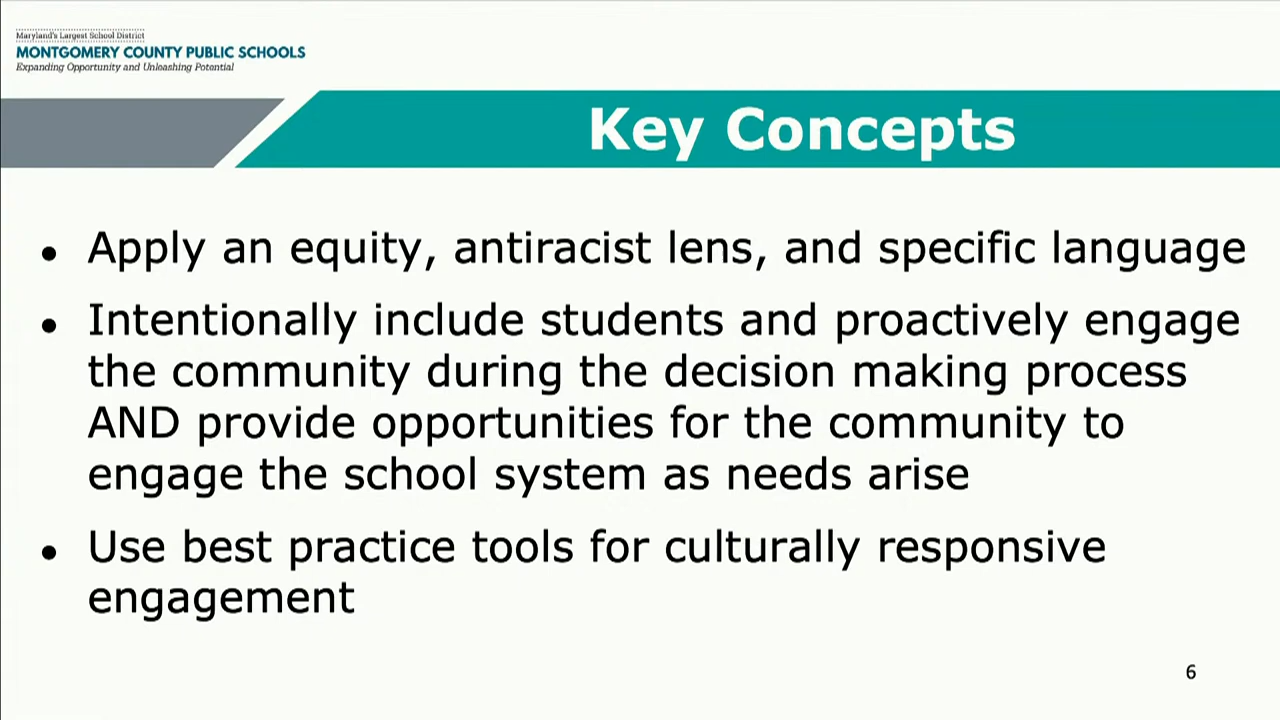 Maryland's Largest School District
MONTGOMERY COUNTY PUBLIC SCHOOLS
Expanding Opportunity and Unleashing Potential
Key Concepts
• Apply an equity, antiracist lens, and specific language
• Intentionally include students and proactively engage
the community during the decision making process
AND provide opportunities for the community to
engage the school system as needs arise
• Use best practice tools for culturally responsive
engagement
6